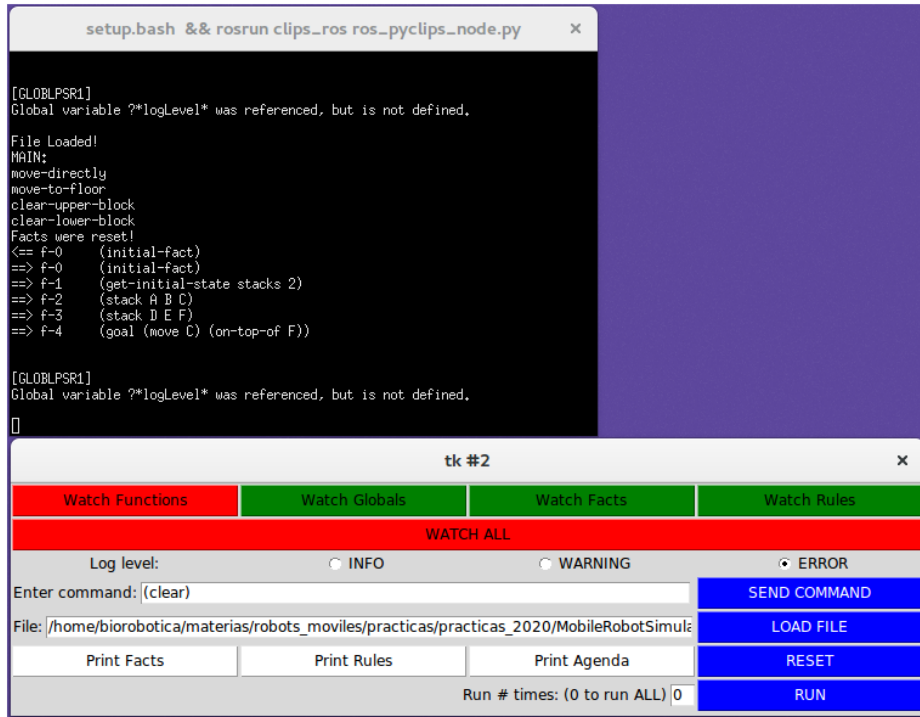 setup.bash && rosrun clips_ros ros_pyclips_node.py ×
[GLOBLPSR1]
Global variable ?*logLevel* was referenced, but is not defined.
File Loaded!
MAIN:
move-directly
move-to-floor
clear-upper-block
clear-lower-block
Facts were reset!
<== f-0 (initial-fact)
==> f-0 (initial-fact)
==> f-1 (get-initial-state stacks 2)
==> f-2 (stack A B C)
==> f-3 (stack D E F)
==> f-4 (goal (move C) (on-top-of F))
[GLOBLPSR1]
Global variable ?*logLevel* was referenced, but is not defined.
tk #2 ×
Watch Functions Watch Globals Watch Facts Watch Rules
WATCH ALL
Log level: INFO WARNING ERROR
Enter command: (clear) SEND COMMAND
File: /home/biorobotica/materias/robots_moviles/practicas/practicas_2020/MobileRobotSimula LOAD FILE
Print Facts Print Rules Print Agenda RESET
Run # times: (0 to run ALL) 0 RUN